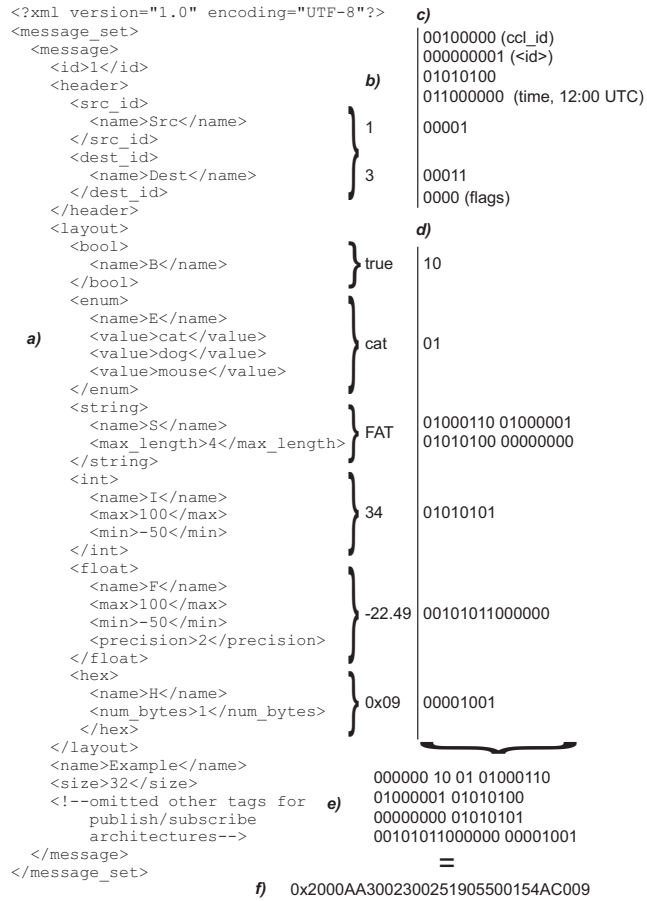 <?xml version="1.0" encoding="UTF-8"?>
<message_set>
<message>
<id>1</id>
<header>
<src_id>
<name>Src</name>
</src_id>
<dest_id>
<name>Dest</name>
</dest_id>
</header>
<layout>
<bool>
<name>B</name>
</bool>
<enum>
<name>E</name>
a) <value>cat</value>
<value>dog</value>
<value>mouse</value>
</enum>
<string>
<name>S</name>
<max_length>4</max_length>
</string>
<int>
<name>I</name>
<max>100</max>
<min>-50</min>
</int>
<float>
<name>F</name>
<max>100</max>
<min>-50</min>
<precision>2</precision>
</float>
<hex>
<name>H</name>
<num_bytes>1</num_bytes>
</hex>
</layout>
<name>Example</name>
<size>32</size>
<!--omitted other tags for
publish/subscribe
architectures-->
</message>
</message_set>
b)
1
3
true
cat
FAT
34
-22.49
0x09
c)
00100000 (ccl_id)
000000001 (<id>)
01010100
011000000 (time, 12:00 UTC)
00001
00011
0000 (flags)
d)
10
01
01000110 01000001
01010100 00000000
01010101
00101011000000
00001001
e)
000000 10 01 01000110
01000001 01010100
00000000 01010101
00101011000000 00001001
=
f) 0x2000AA3002300251905500154AC009